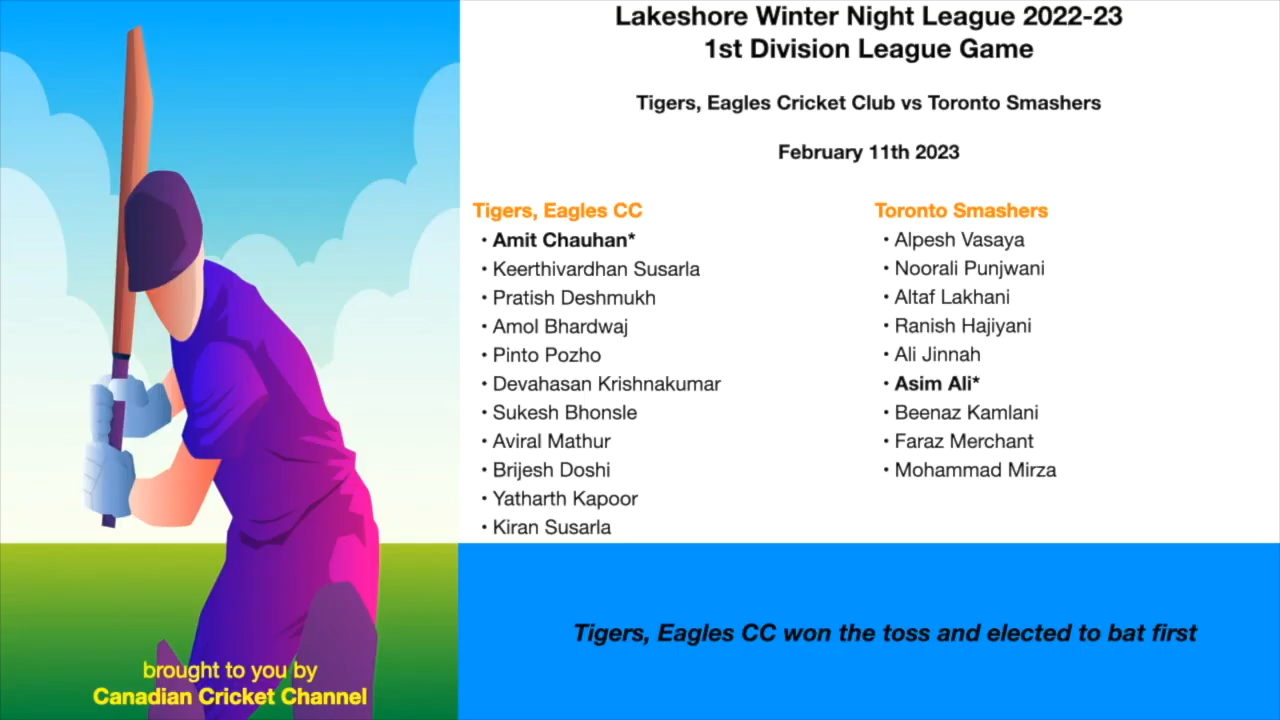 Lakeshore Winter Night League 2022-23
1st Division League Game
Tigers, Eagles Cricket Club vs Toronto Smashers
February 11th 2023
Tigers, Eagles CC
• Amit Chauhan*
• Keerthivardhan Susarla
• Pratish Deshmukh
• Amol Bhardwaj
• Pinto Pozho
• Devahasan Krishnakumar
• Sukesh Bhonsle
• Aviral Mathur
• Brijesh Doshi
• Yatharth Kapoor
• Kiran Susarla
Toronto Smashers
• Alpesh Vasaya
• Noorali Punjwani
• Altaf Lakhani
• Ranish Hajiyani
• Ali Jinnah
• Asim Ali*
• Beenaz Kamlani
• Faraz Merchant
• Mohammad Mirza
Tigers, Eagles CC won the toss and elected to bat first
brought to you by
Canadian Cricket Channel